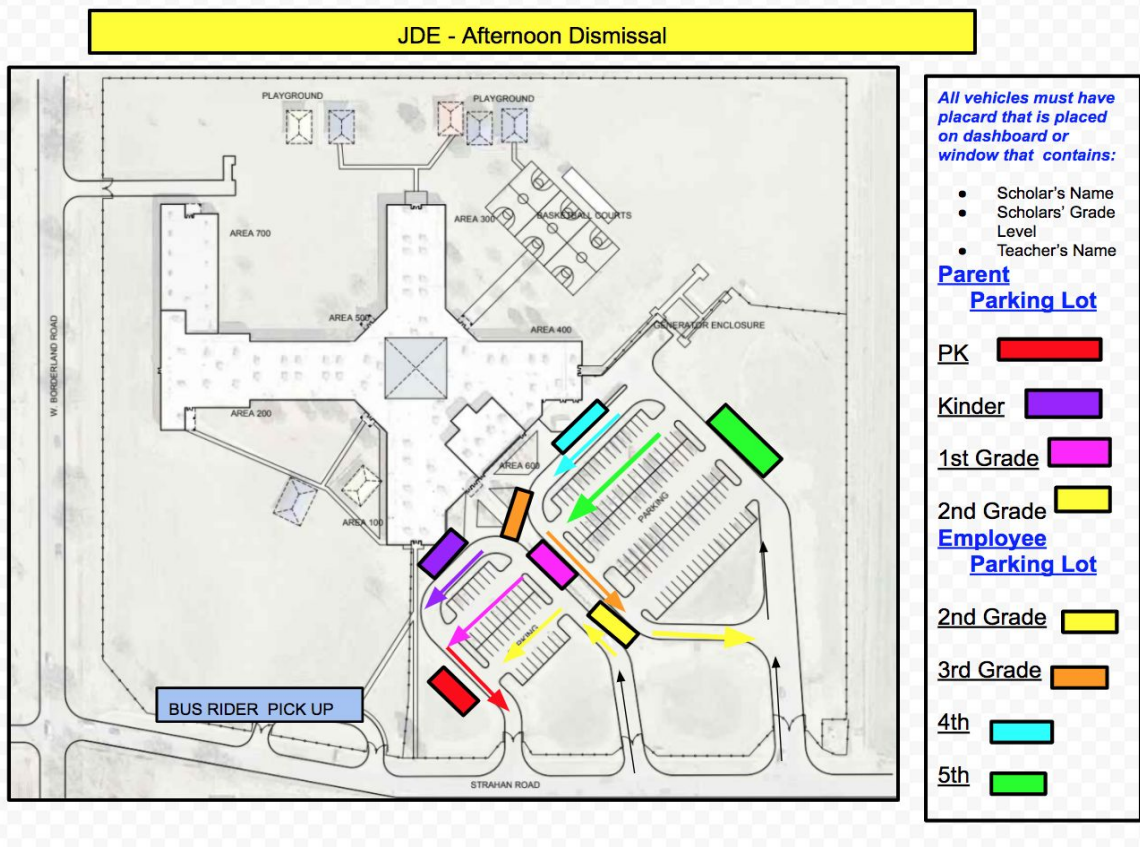 JDE - Afternoon Dismissal
PLAYGROUND
PLAYGROUND
AREA 300
BASKETBALL COURTS
AREA 700
AREA 500
AREA 400
GENERATOR ENCLOSURE
W. BORDERLAND ROAD
AREA 200
AREA 600
AREA 100
PARKING
PARKING
BUS RIDER PICK UP
STRAHAN ROAD
All vehicles must have
placard that is placed
on dashboard or
window that contains:
● Scholar's Name
● Scholars' Grade
Level
● Teacher's Name
Parent
Parking Lot
PK
Kinder
1st Grade
2nd Grade
Employee
Parking Lot
2nd Grade
3rd Grade
4th
5th